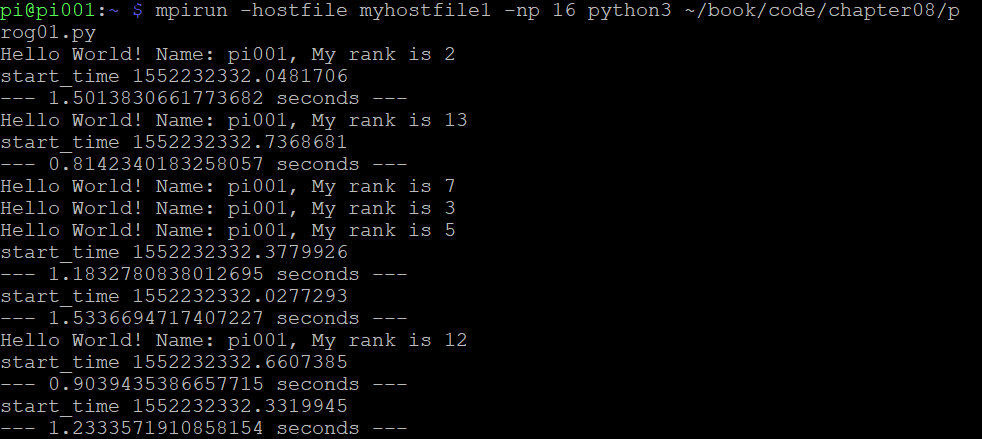 pi@pi001:~ $ mpirun -hostfile myhostfile1 -np 16 python3 ~/book/code/chapter08/p
rog01.py
Hello World! Name: pi001, My rank is 2
start_time 1552232332.0481706
--- 1.5013830661773682 seconds ---
Hello World! Name: pi001, My rank is 13
start_time 1552232332.7368681
--- 0.8142340183258057 seconds ---
Hello World! Name: pi001, My rank is 7
Hello World! Name: pi001, My rank is 3
Hello World! Name: pi001, My rank is 5
start_time 1552232332.3779926
--- 1.1832780838012695 seconds ---
start_time 1552232332.0277293
--- 1.5336694717407227 seconds ---
Hello World! Name: pi001, My rank is 12
start_time 1552232332.6607385
--- 0.9039435386657715 seconds ---
start_time 1552232332.3319945
--- 1.2333571910858154 seconds ---